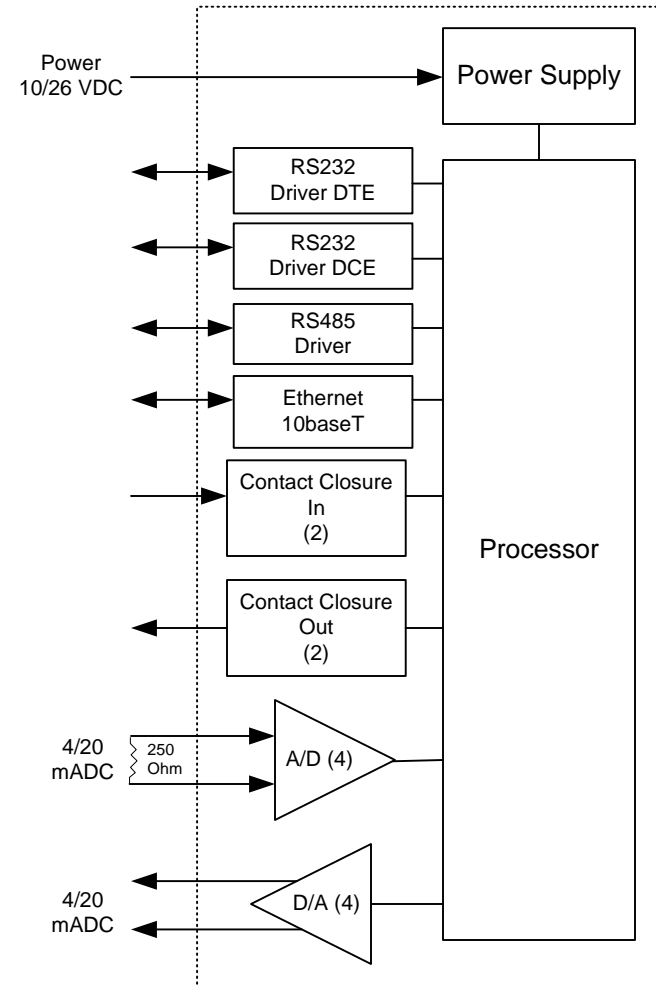 Power
10/26 VDC
Power Supply
RS232
Driver DTE
RS232
Driver DCE
RS485
Driver
Ethernet
10baseT
Contact Closure
In
(2)
Processor
Contact Closure
Out
(2)
4/20
mADC
250
Ohm
A/D (4)
4/20
mADC
D/A (4)